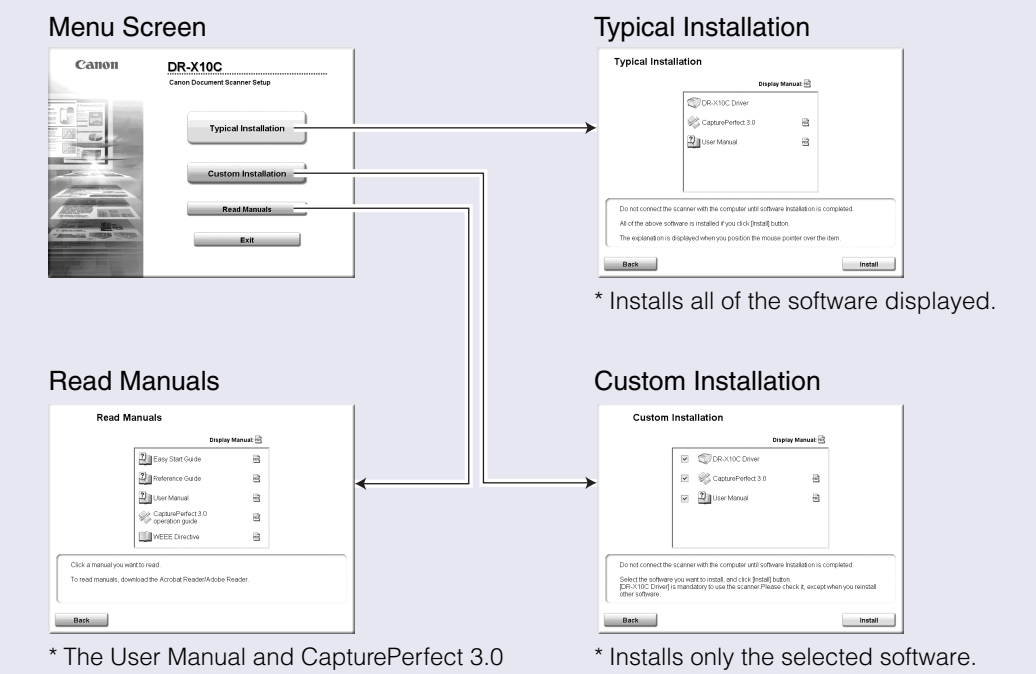 Menu Screen
Canon
DR-X10C
Canon Document Scanner Setup
Typical Installation
Custom Installation
Read Manuals
Exit
Typical Installation
Typical Installation
Display Manual:
DR-X10C Driver
CapturePerfect 3.0
User Manual
Do not connect the scanner with the computer until software Installation is completed.
All of the above software is installed if you click [Install] button.
The explanation is displayed when you position the mouse pointer over the item.
Back
Install
* Installs all of the software displayed.
Read Manuals
Read Manuals
Display Manual:
Easy Start Guide
Reference Guide
User Manual
CapturePerfect 3.0
operation guide
WEEE Directive
Click a manual you want to read.
To read manuals, download the Acrobat Reader/Adobe Reader.
Back
* The User Manual and CapturePerfect 3.0
Custom Installation
Custom Installation
Display Manual:
DR-X10C Driver
CapturePerfect 3.0
User Manual
Do not connect the scanner with the computer until software Installation is completed.
Select the software you want to install, and click [Install] button.
[DR-X10C Driver] is mandatory to use the scanner.Please check it, except when you reinstall
other software.
Back
Install
* Installs only the selected software.